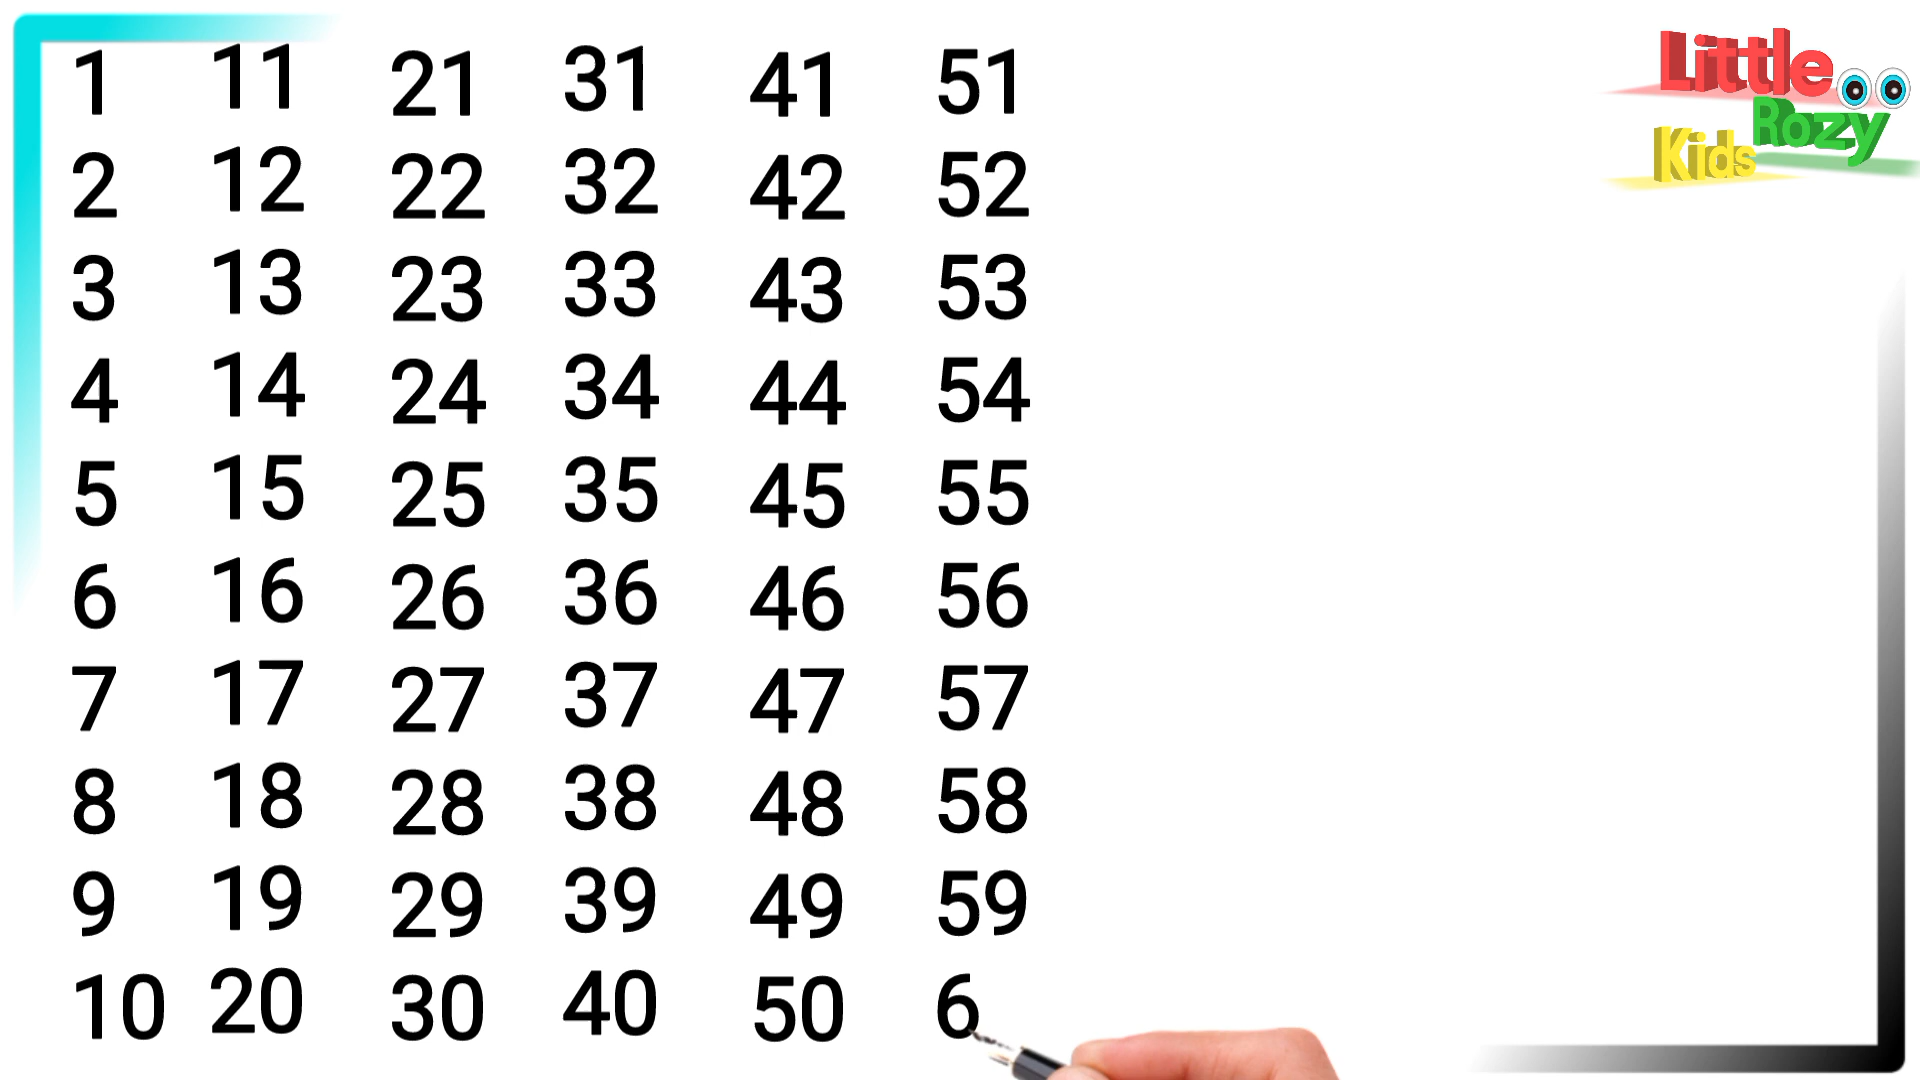 1 11 21 31 41 51
2 12 22 32 42 52
3 13 23 33 43 53
4 14 24 34 44 54
5 15 25 35 45 55
6 16 26 36 46 56
7 17 27 37 47 57
8 18 28 38 48 58
9 19 29 39 49 59
10 20 30 40 50 6
Little
Rozy
Kids